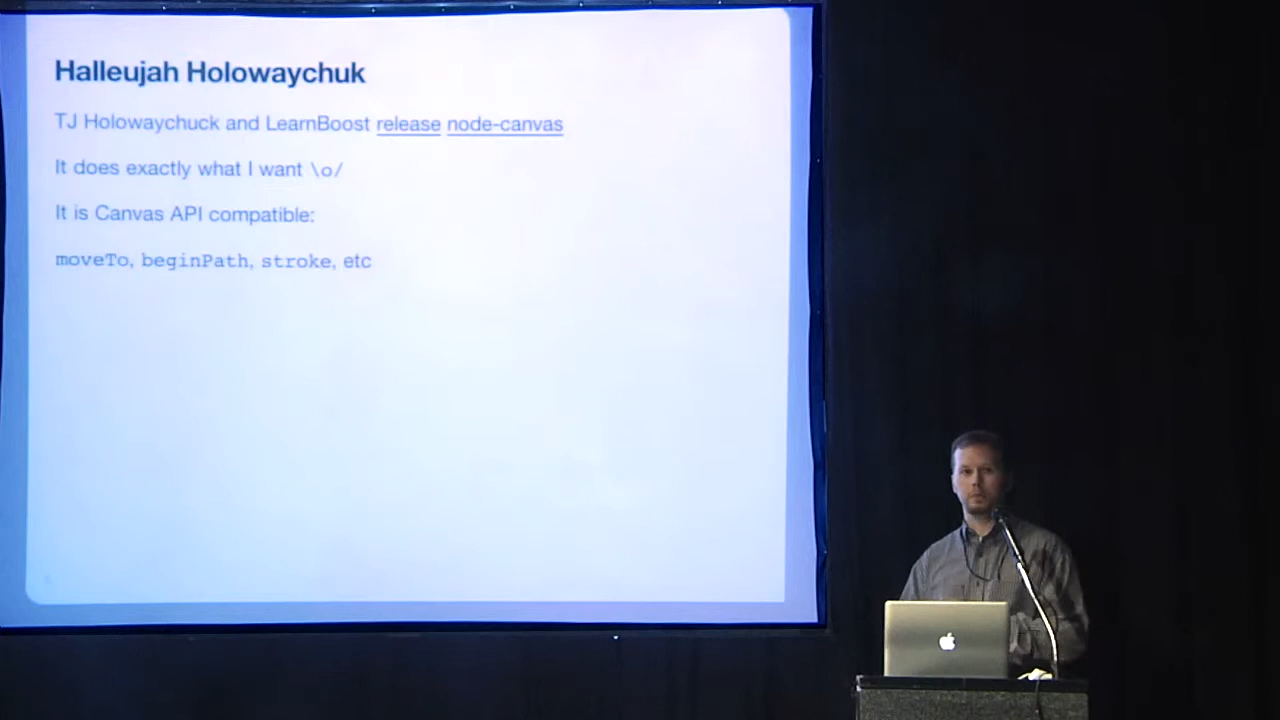 Halleujah Holowaychuk
TJ Holowaychuck and LearnBoost release node-canvas
It does exactly what I want \o/
It is Canvas API compatible:
moveTo, beginPath, stroke, etc